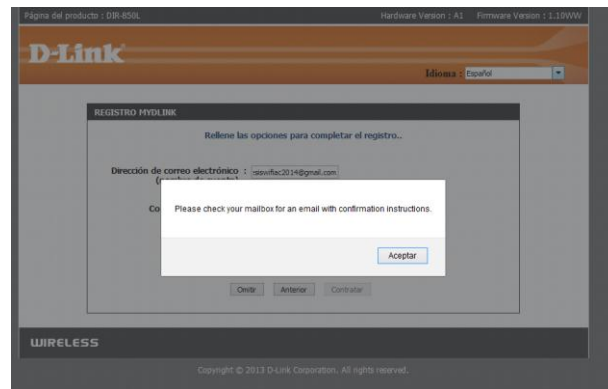 Página del producto : DIR-850L Hardware Version : A1 Firmware Version : 1.10WW
D-Link
Idioma : Español
REGISTRO MYDLINK
Rellene las opciones para completar el registro..
Dirección de correo electrónico :
Please check your mailbox for an email with confirmation instructions.
Aceptar
Omitir Anterior Contratar
WIRELESS
Copyright © 2013 D-Link Corporation. All rights reserved.